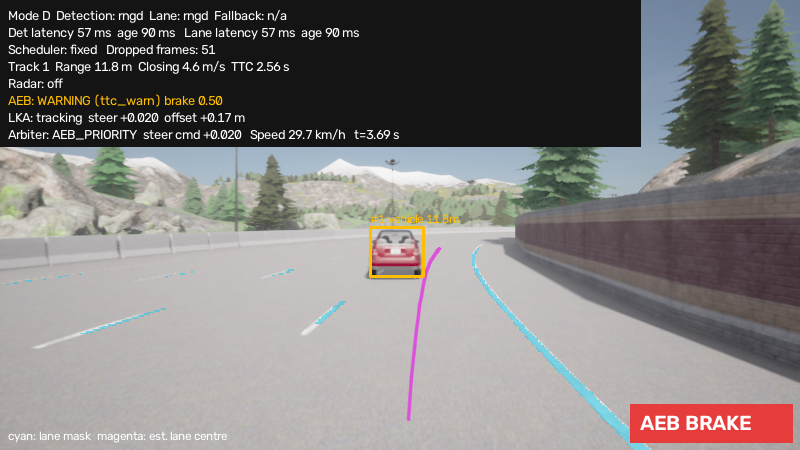 Mode D Detection: rngd Lane: rngd Fallback: n/a
Det latency 57 ms age 90 ms Lane latency 57 ms age 90 ms
Scheduler: fixed Dropped frames: 51
Track 1 Range 11.8 m Closing 4.6 m/s TTC 2.56 s
Radar: off
AEB: WARNING (ttc_warn) brake 0.50
LKA: tracking steer +0.020 offset +0.17 m
Arbiter: AEB_PRIORITY steer cmd +0.020 Speed 29.7 km/h t=3.69 s
AEB BRAKE
cyan: lane mask magenta: est. lane centre